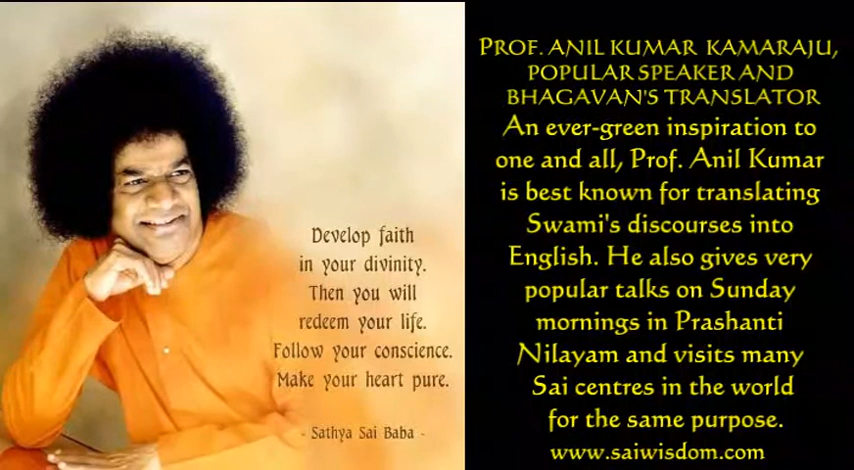 Develop faith
in your divinity.
Then you will
redeem your life.
Follow your conscience.
Make your heart pure.
- Sathya Sai Baba -
PROF. ANIL KUMAR KAMARAJU,
POPULAR SPEAKER AND
BHAGAVAN'S TRANSLATOR
An ever-green inspiration to
one and all, Prof. Anil Kumar
is best known for translating
Swami's discourses into
English. He also gives very
popular talks on Sunday
mornings in Prashanti
Nilayam and visits many
Sai centres in the world
for the same purpose.
www.saiwisdom.com